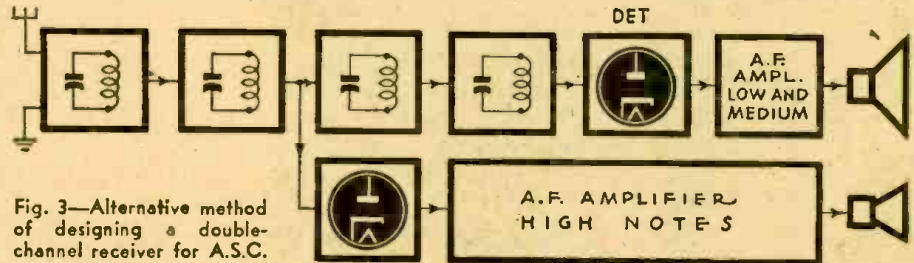 DET
A.F.
AMPL.
LOW AND
MEDIUM
A.F. AMPLIFIER
HIGH NOTES
Fig. 3—Alternative method
of designing a double-
channel receiver for A.S.C.